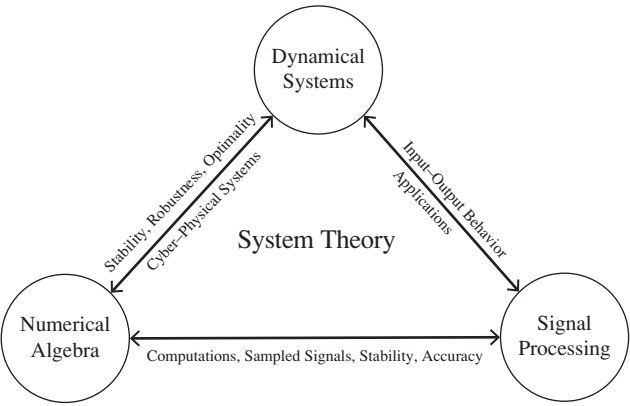 Dynamical
Systems
Stability, Robustness, Optimality
Cyber–Physical Systems
Input–Output Behavior
Applications
System Theory
Numerical
Algebra
Signal
Processing
Computations, Sampled Signals, Stability, Accuracy